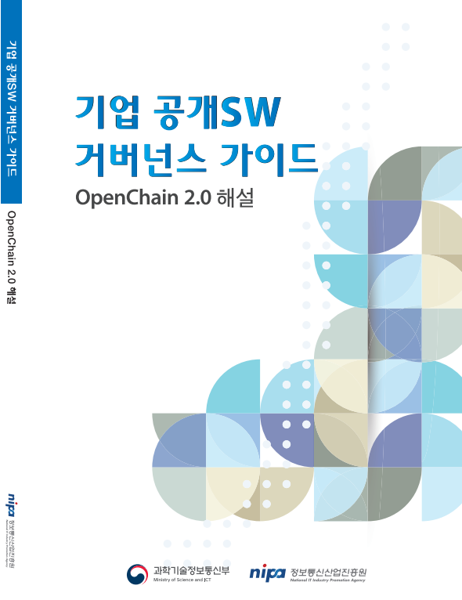 기업 공개SW 거버넌스 가이드
OpenChain 2.0 해설
nipa 정보통신산업진흥원
기업 공개SW
거버넌스 가이드
OpenChain 2.0 해설
과학기술정보통신부
Ministry of Science and ICT
nipa 정보통신산업진흥원
National IT Industry Promotion Agency